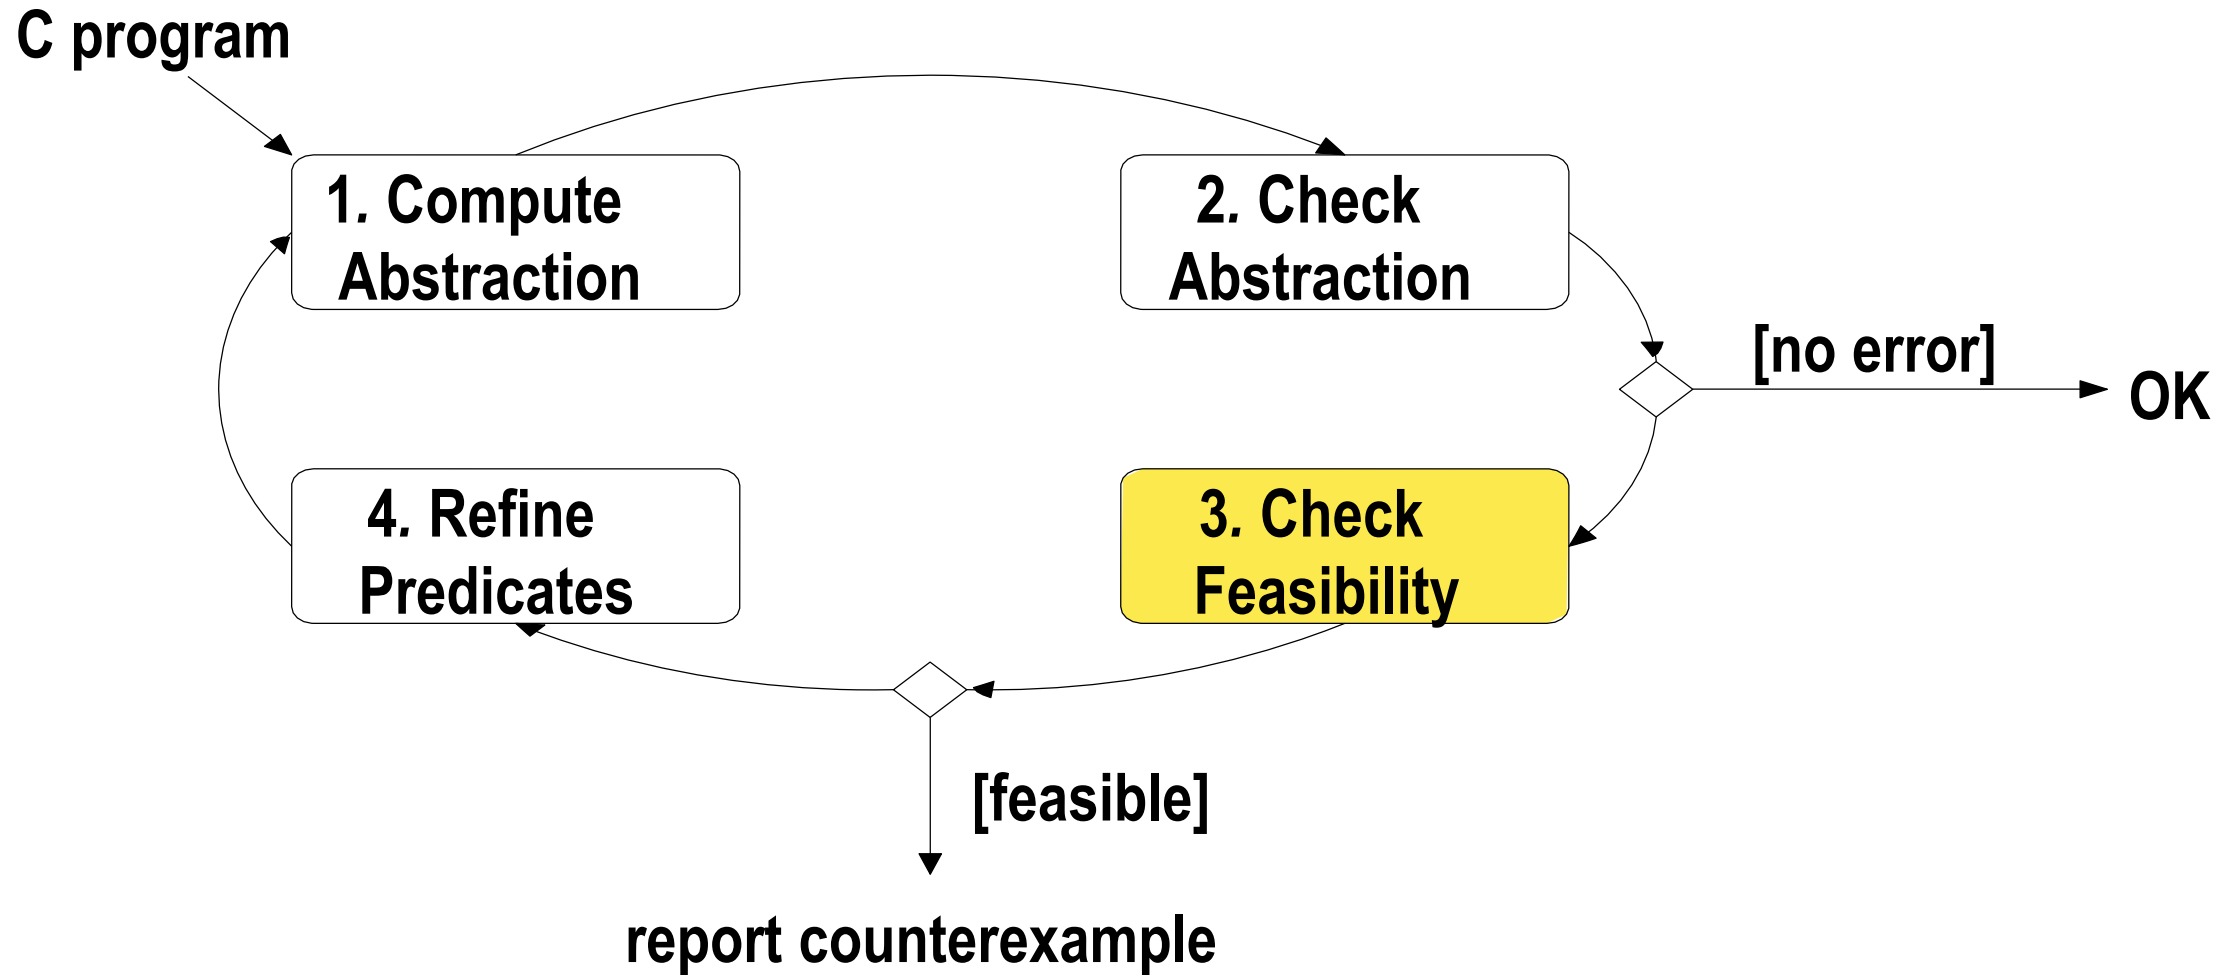 C program
1. Compute
Abstraction
2. Check
Abstraction
[no error]
OK
4. Refine
Predicates
3. Check
Feasibility
[feasible]
report counterexample